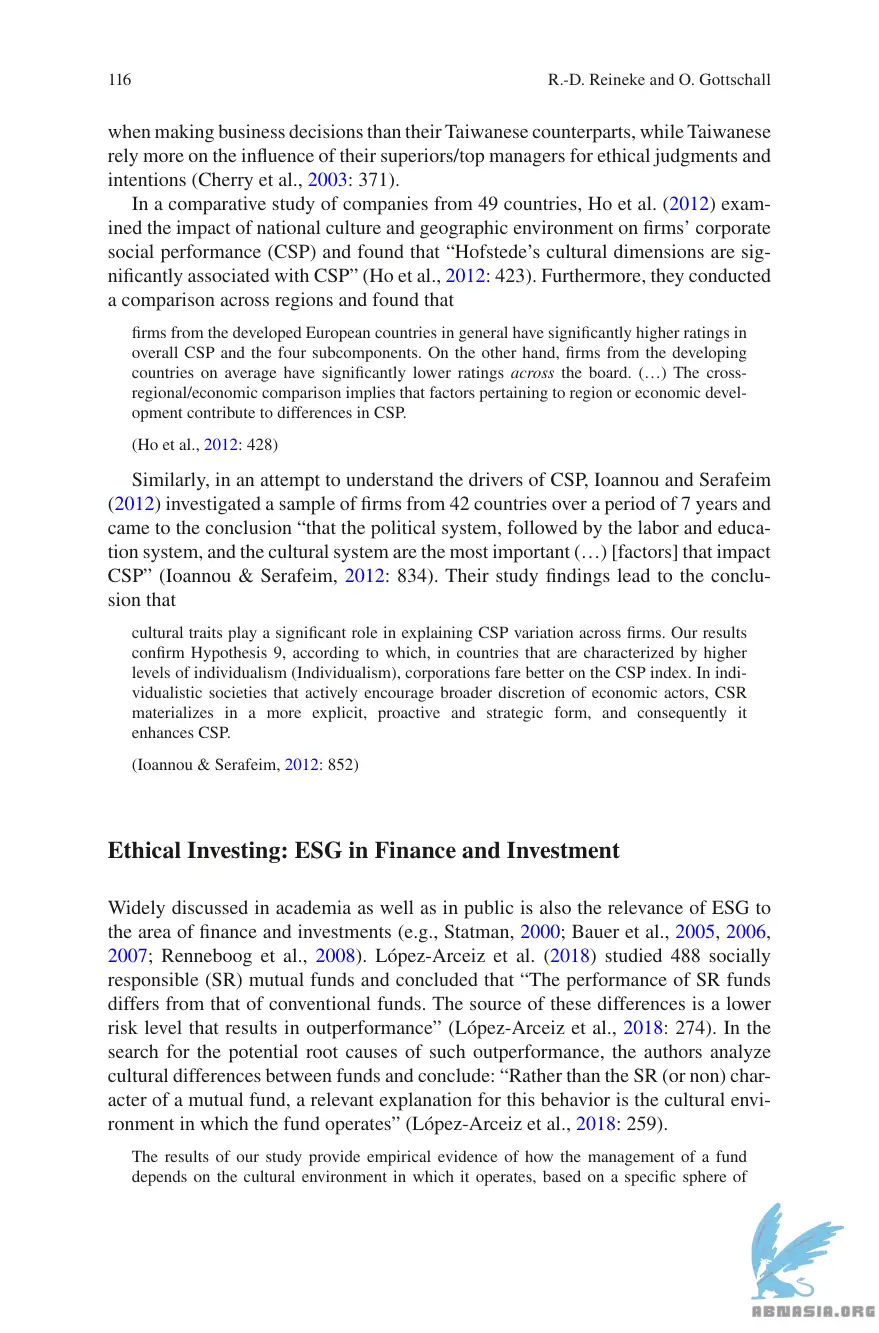 116
R.-D. Reineke and O. Gottschall
when making business decisions than their Taiwanese counterparts, while Taiwanese
rely more on the influence of their superiors/top managers for ethical judgments and
intentions (Cherry et al., 2003: 371).
In a comparative study of companies from 49 countries, Ho et al. (2012) exam-
ined the impact of national culture and geographic environment on firms’ corporate
social performance (CSP) and found that “Hofstede’s cultural dimensions are sig-
nificantly associated with CSP” (Ho et al., 2012: 423). Furthermore, they conducted
a comparison across regions and found that
firms from the developed European countries in general have significantly higher ratings in
overall CSP and the four subcomponents. On the other hand, firms from the developing
countries on average have significantly lower ratings across the board. (…) The cross-
regional/economic comparison implies that factors pertaining to region or economic devel-
opment contribute to differences in CSP.
(Ho et al., 2012: 428)
Similarly, in an attempt to understand the drivers of CSP, Ioannou and Serafeim
(2012) investigated a sample of firms from 42 countries over a period of 7 years and
came to the conclusion “that the political system, followed by the labor and educa-
tion system, and the cultural system are the most important (…) [factors] that impact
CSP” (Ioannou & Serafeim, 2012: 834). Their study findings lead to the conclu-
sion that
cultural traits play a significant role in explaining CSP variation across firms. Our results
confirm Hypothesis 9, according to which, in countries that are characterized by higher
levels of individualism (Individualism), corporations fare better on the CSP index. In indi-
vidualistic societies that actively encourage broader discretion of economic actors, CSR
materializes in a more explicit, proactive and strategic form, and consequently it
enhances CSP.
(Ioannou & Serafeim, 2012: 852)
Ethical Investing: ESG in Finance and Investment
Widely discussed in academia as well as in public is also the relevance of ESG to
the area of finance and investments (e.g., Statman, 2000; Bauer et al., 2005, 2006,
2007; Renneboog et al., 2008). López-Arceiz et al. (2018) studied 488 socially
responsible (SR) mutual funds and concluded that “The performance of SR funds
differs from that of conventional funds. The source of these differences is a lower
risk level that results in outperformance” (López-Arceiz et al., 2018: 274). In the
search for the potential root causes of such outperformance, the authors analyze
cultural differences between funds and conclude: “Rather than the SR (or non) char-
acter of a mutual fund, a relevant explanation for this behavior is the cultural envi-
ronment in which the fund operates” (López-Arceiz et al., 2018: 259).
The results of our study provide empirical evidence of how the management of a fund
depends on the cultural environment in which it operates, based on a specific sphere of
ABNASIA.ORG